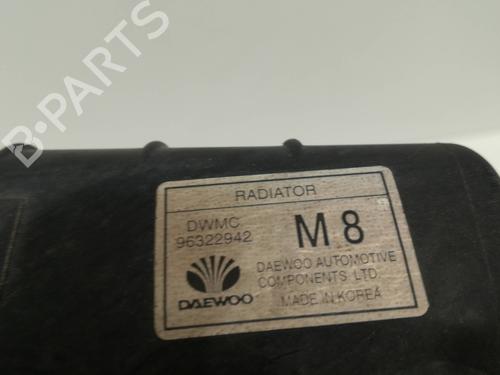 B-PARTS
RADIATOR
DWMC
96322942
M 8
DAEWOO AUTOMOTIVE
COMPONENTS LTD.
DAEWOO
MADE IN KOREA